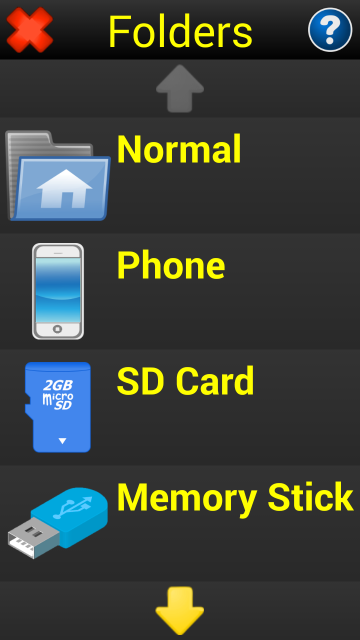 Folders
?
Normal
Phone
2GB
micro
SD
SD Card
Memory Stick